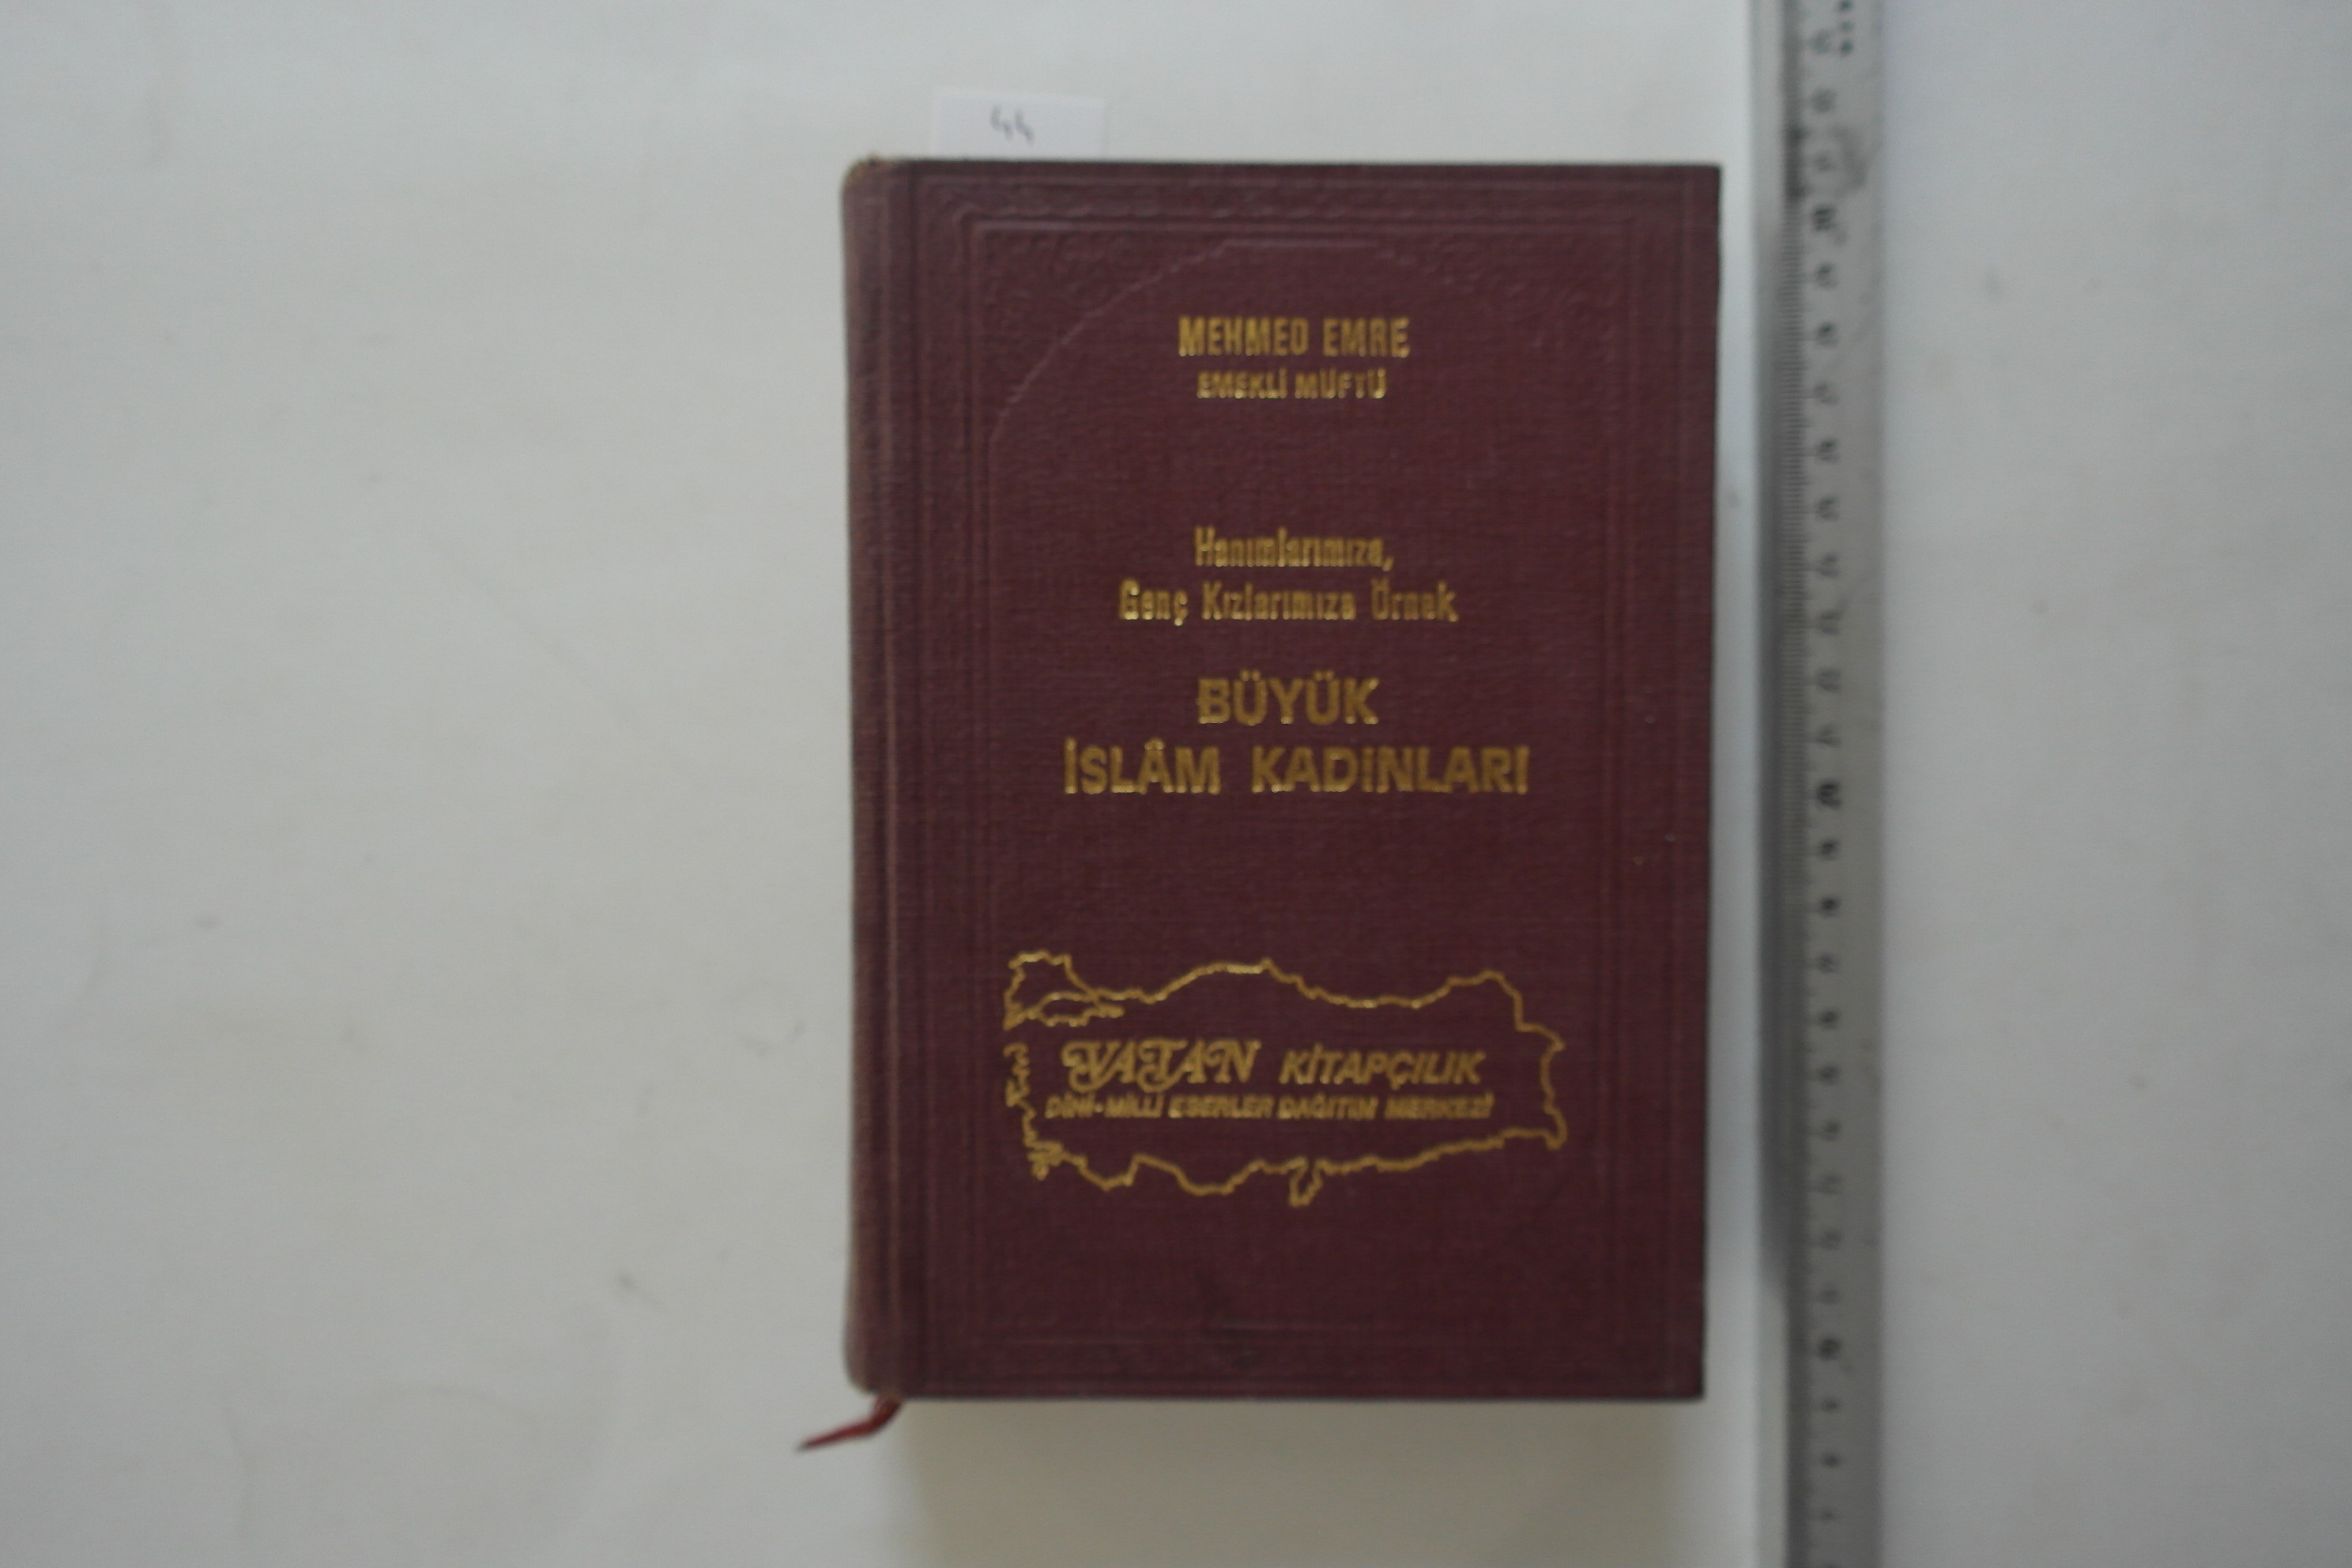 44
MEHMED EMRE
EMEKLİ MÜFTÜ
Hanımlarımıza,
Genç Kızlarımıza Örnek
BÜYÜK
İSLÂM KADINLARI
VATAN KİTAPÇILIK
DİNİ-MİLLİ ESERLER DAĞITIM MERKEZİ